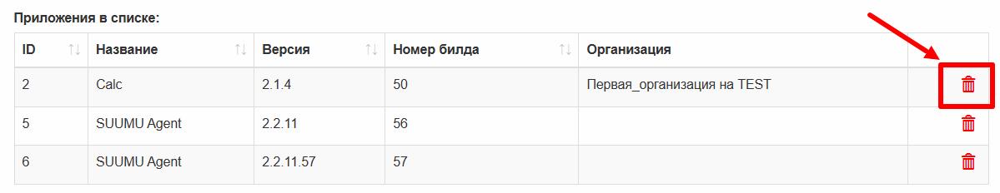 Приложения в списке:
ID Название Версия Номер билда Организация
2 Calc 2.1.4 50 Первая_организация на TEST
5 SUUMU Agent 2.2.11 56
6 SUUMU Agent 2.2.11.57 57